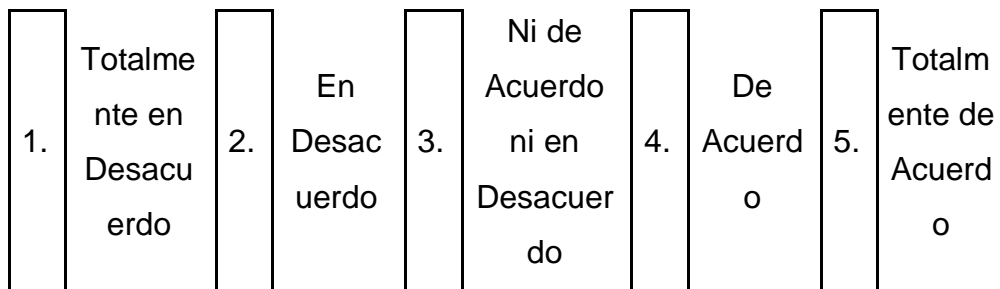 1.
Totalme
nte en
Desacu
erdo
2.
En
Desac
uerdo
3.
Ni de
Acuerdo
ni en
Desacuer
do
4.
De
Acuerd
o
5.
Totalm
ente de
Acuerd
o